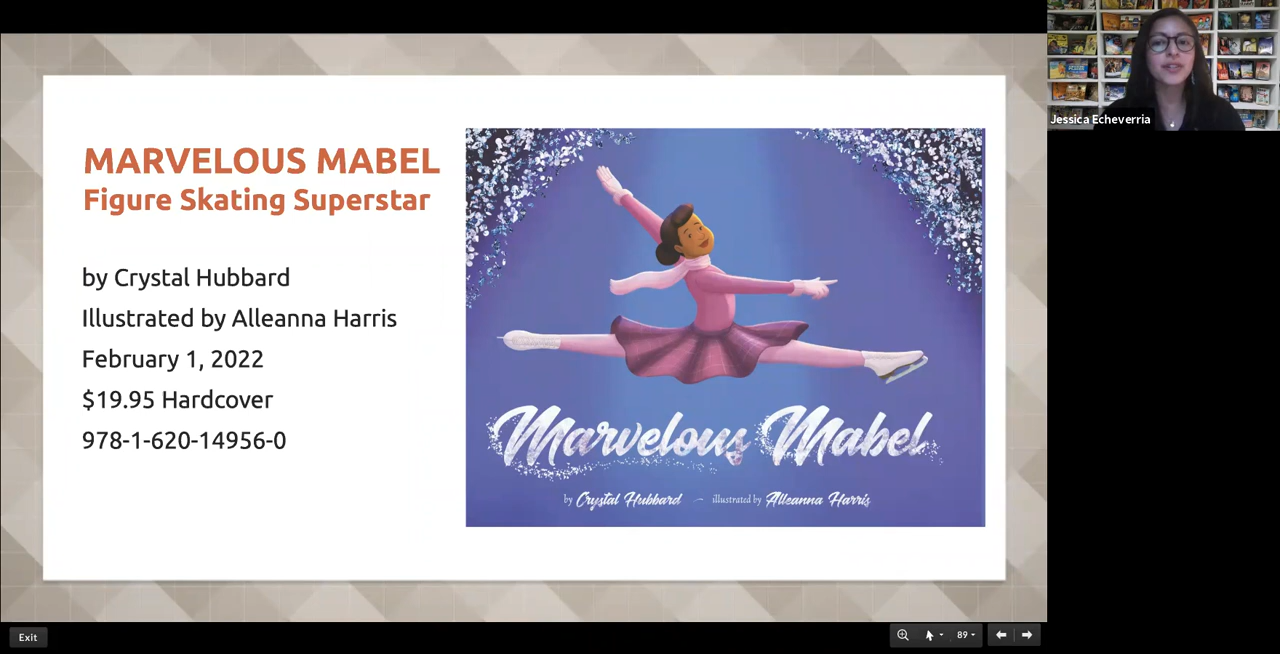 MARVELOUS MABEL
Figure Skating Superstar
by Crystal Hubbard
Illustrated by Alleanna Harris
February 1, 2022
$19.95 Hardcover
978-1-620-14956-0
Marvelous Mabel
by Crystal Hubbard — illustrated by Alleanna Harris
Jessica Echeverria
Exit
89